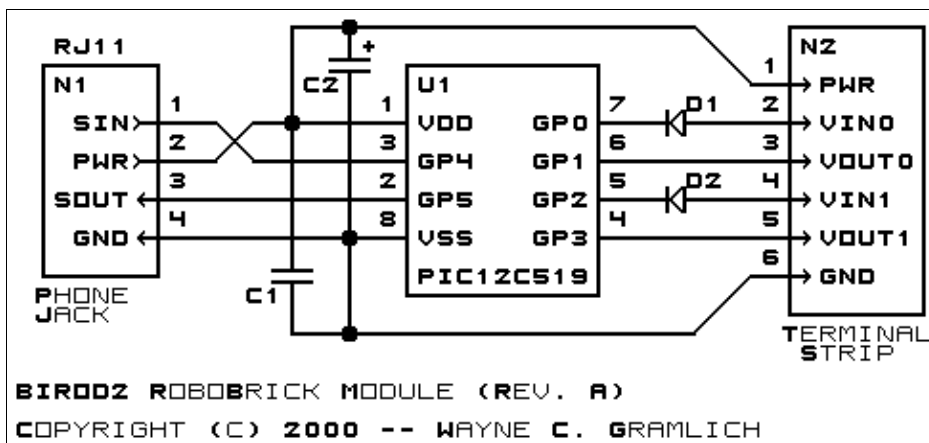 RJ11
N1
SIN
PWR
SOUT
GND
1
2
3
4
PHONE
JACK
C2
+
C1
U1
1
3
2
8
VDD
GP4
GP5
VSS
GP0
GP1
GP2
GP3
PIC12C519
7
6
5
4
D1
D2
N2
1
2
3
4
5
6
PWR
VIN0
VOUT0
VIN1
VOUT1
GND
TERMINAL
STRIP
BIROD2 ROBOBRICK MODULE (REV. A)
COPYRIGHT (C) 2000 -- WAYNE C. GRAMLICH